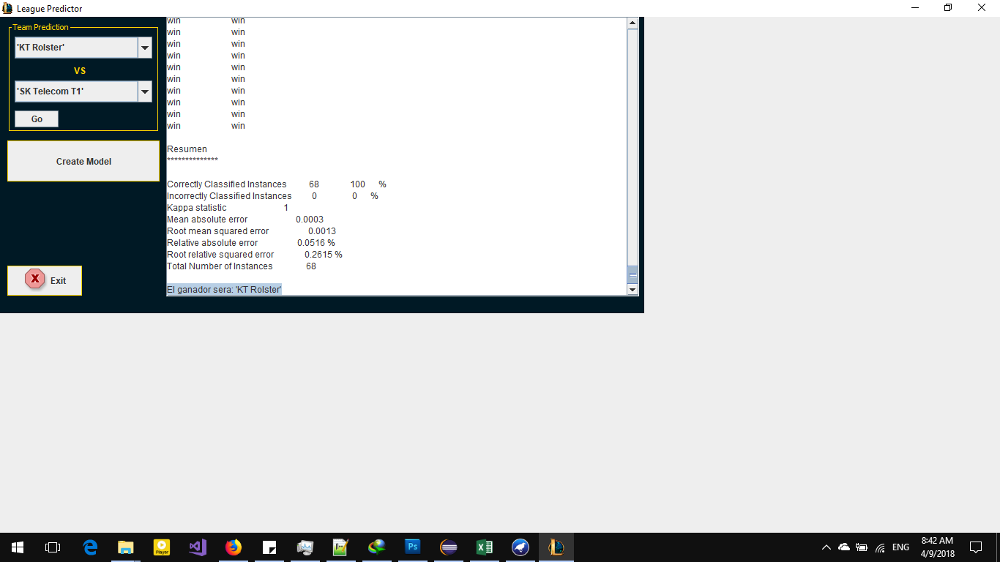 League Predictor
Team Prediction
'KT Rolster'
VS
'SK Telecom T1'
Go
Create Model
Exit
win win
win win
win win
win win
win win
win win
win win
win win
win win
win win
Resumen
**************
Correctly Classified Instances 68 100 %
Incorrectly Classified Instances 0 0 %
Kappa statistic 1
Mean absolute error 0.0003
Root mean squared error 0.0013
Relative absolute error 0.0516 %
Root relative squared error 0.2615 %
Total Number of Instances 68
El ganador sera: 'KT Rolster'
Player
Ps
ENG
8:42 AM
4/9/2018